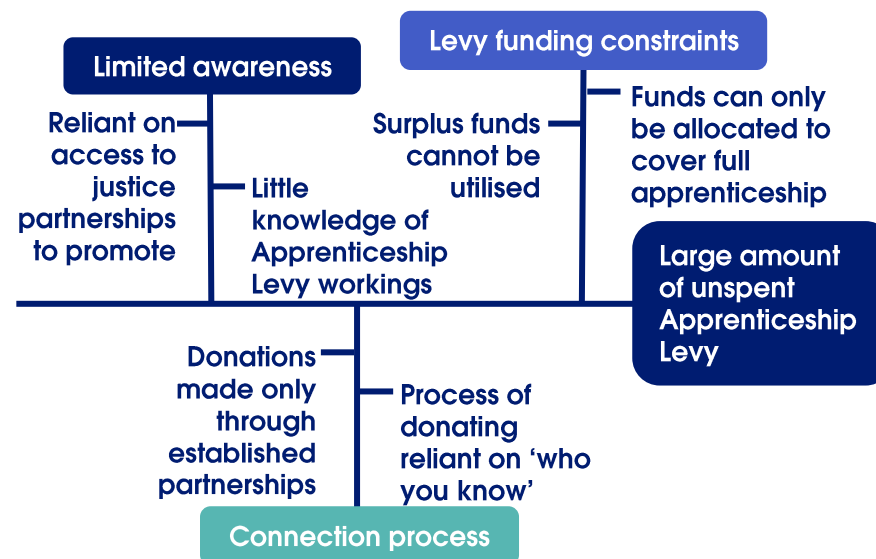 Limited awareness
Reliant on
access to
justice
partnerships
to promote
Little
knowledge of
Apprenticeship
Levy workings
Levy funding constraints
Surplus funds
cannot be
utilised
Funds can only
be allocated to
cover full
apprenticeship
Large amount
of unspent
Apprenticeship
Levy
Donations
made only
through
established
partnerships
Process of
donating
reliant on ‘who
you know’
Connection process